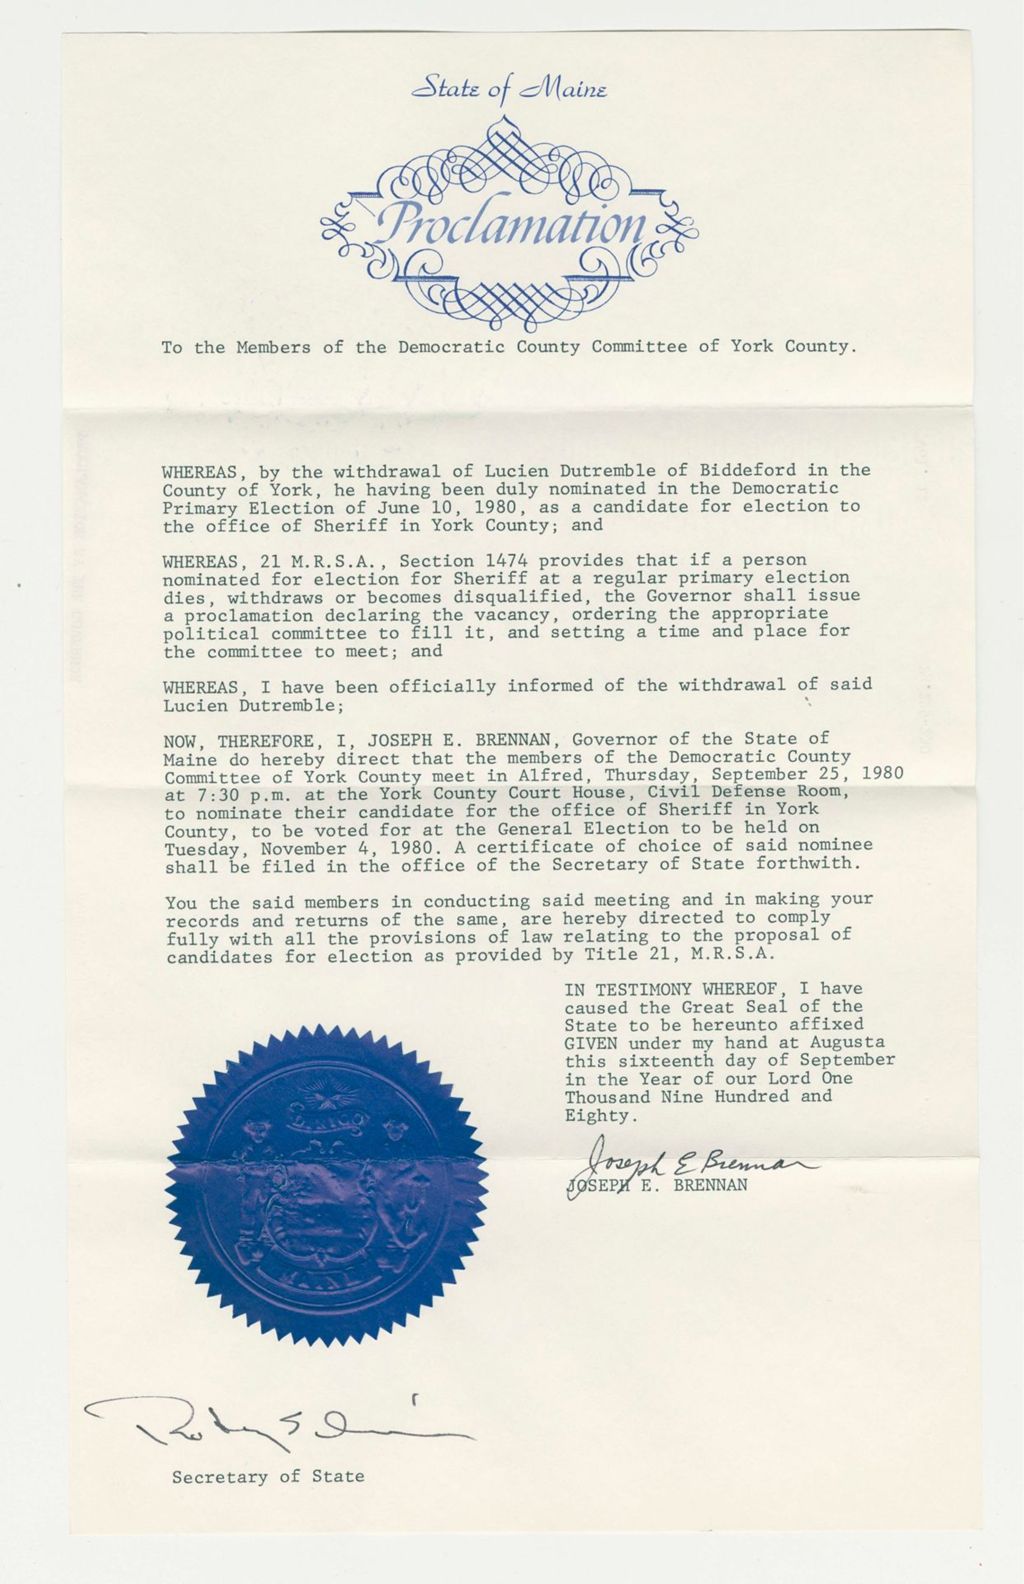 State of Maine
Proclamation
To the Members of the Democratic County Committee of York County.
WHEREAS, by the withdrawal of Lucien Dutremble of Biddeford in the
County of York, he having been duly nominated in the Democratic
Primary Election of June 10, 1980, as a candidate for election to
the office of Sheriff in York County; and
WHEREAS, 21 M.R.S.A., Section 1474 provides that if a person
nominated for election for Sheriff at a regular primary election
dies, withdraws or becomes disqualified, the Governor shall issue
a proclamation declaring the vacancy, ordering the appropriate
political committee to fill it, and setting a time and place for
the committee to meet; and
WHEREAS, I have been officially informed of the withdrawal of said
Lucien Dutremble;
NOW, THEREFORE, I, JOSEPH E. BRENNAN, Governor of the State of
Maine do hereby direct that the members of the Democratic County
Committee of York County meet in Alfred, Thursday, September 25, 1980
at 7:30 p.m. at the York County Court House, Civil Defense Room,
to nominate their candidate for the office of Sheriff in York
County, to be voted for at the General Election to be held on
Tuesday, November 4, 1980. A certificate of choice of said nominee
shall be filed in the office of the Secretary of State forthwith.
You the said members in conducting said meeting and in making your
records and returns of the same, are hereby directed to comply
fully with all the provisions of law relating to the proposal of
candidates for election as provided by Title 21, M.R.S.A.
IN TESTIMONY WHEREOF, I have
caused the Great Seal of the
State to be hereunto affixed
GIVEN under my hand at Augusta
this sixteenth day of September
in the Year of our Lord One
Thousand Nine Hundred and
Eighty.
Joseph E Brennan
JOSEPH E. BRENNAN
MAINE
Secretary of State